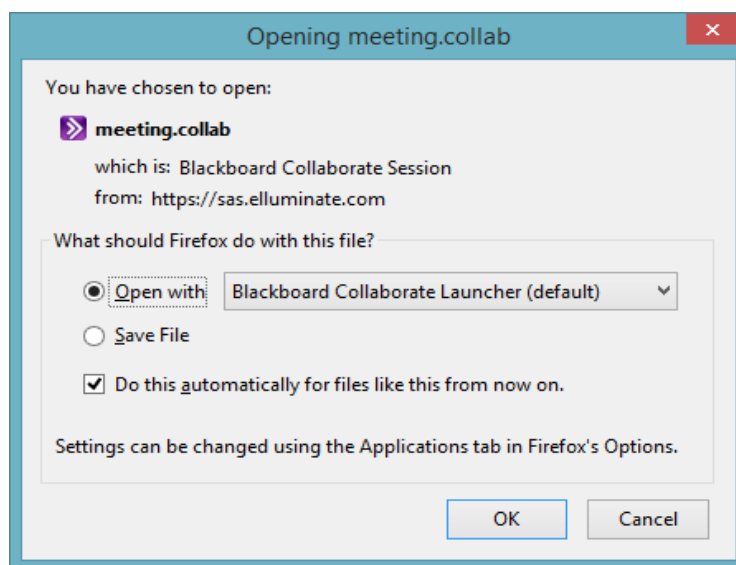 Opening meeting.collab
You have chosen to open:
meeting.collab
which is: Blackboard Collaborate Session
from: https://sas.elluminate.com
What should Firefox do with this file?
Open with Blackboard Collaborate Launcher (default)
Save File
Do this automatically for files like this from now on.
Settings can be changed using the Applications tab in Firefox's Options.
OK Cancel